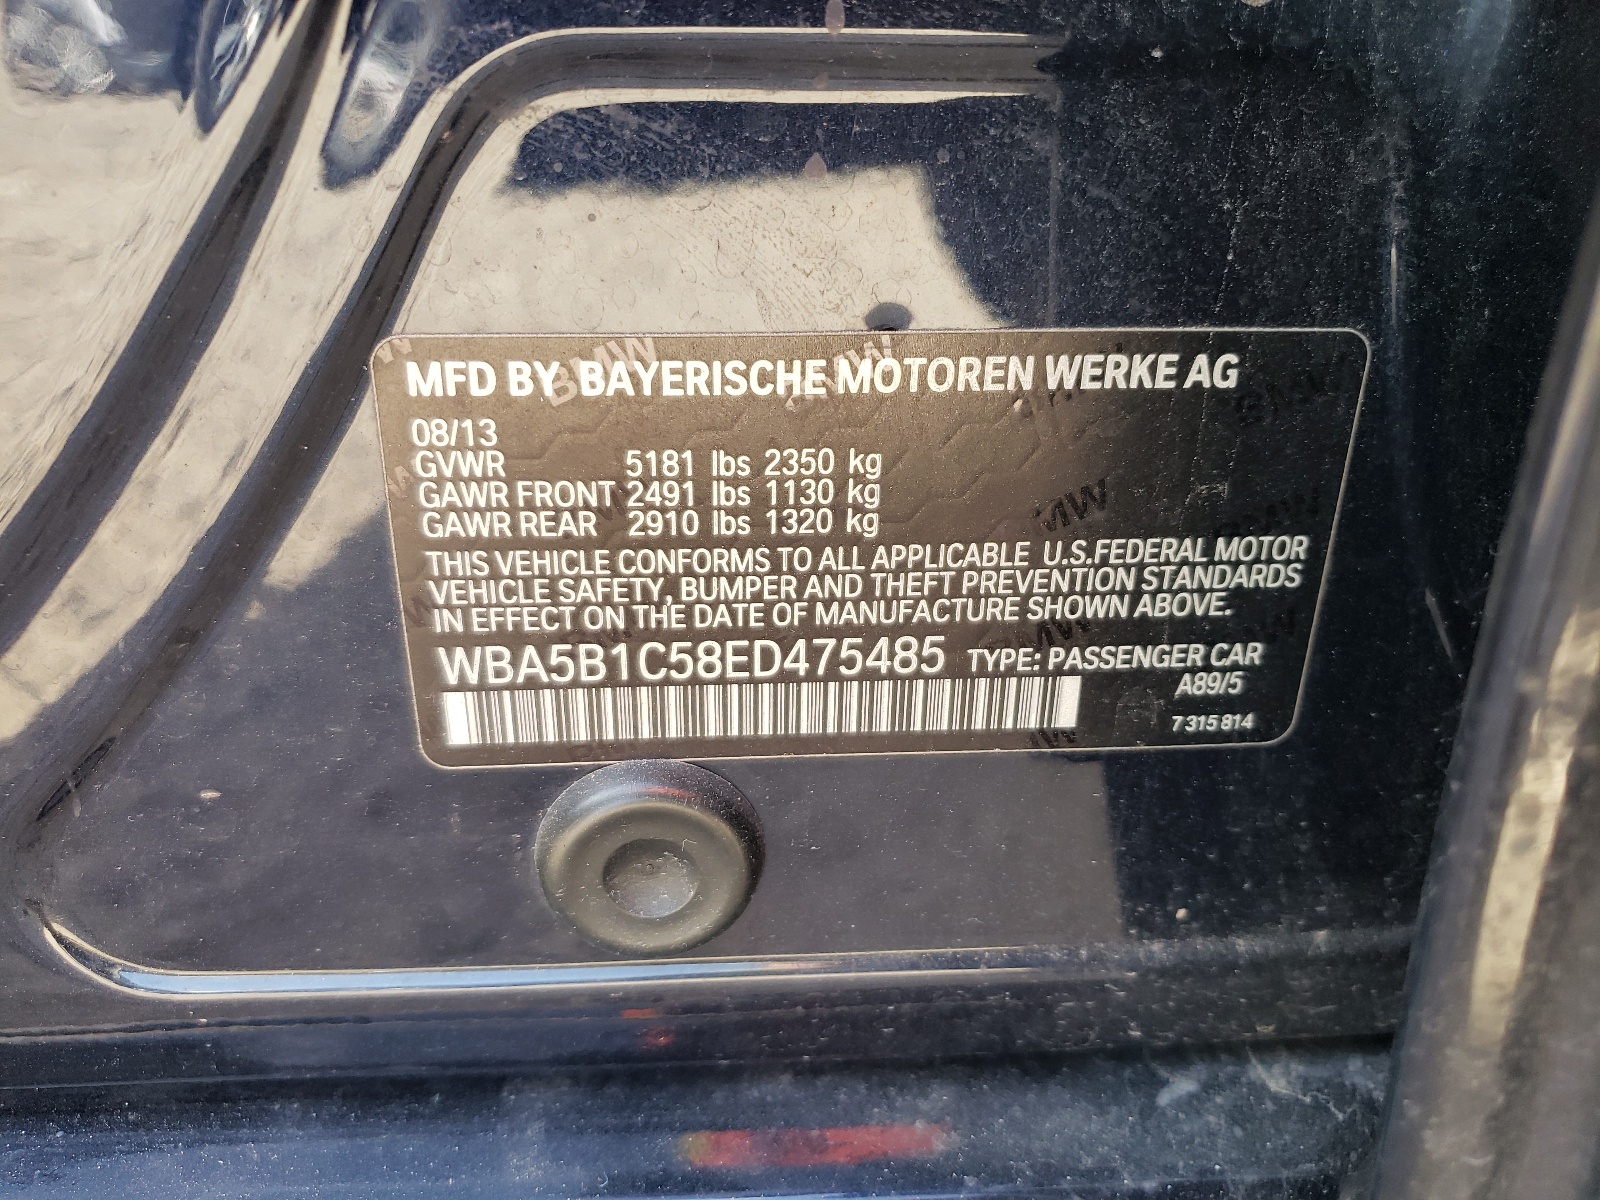 MFD BY BAYERISCHE MOTOREN WERKE AG
08/13
GVWR 5181 lbs 2350 kg
GAWR FRONT 2491 lbs 1130 kg
GAWR REAR 2910 lbs 1320 kg
THIS VEHICLE CONFORMS TO ALL APPLICABLE U.S.FEDERAL MOTOR
VEHICLE SAFETY, BUMPER AND THEFT PREVENTION STANDARDS
IN EFFECT ON THE DATE OF MANUFACTURE SHOWN ABOVE.
WBA5B1C58ED475485 TYPE: PASSENGER CAR
A89/5
7 315 814